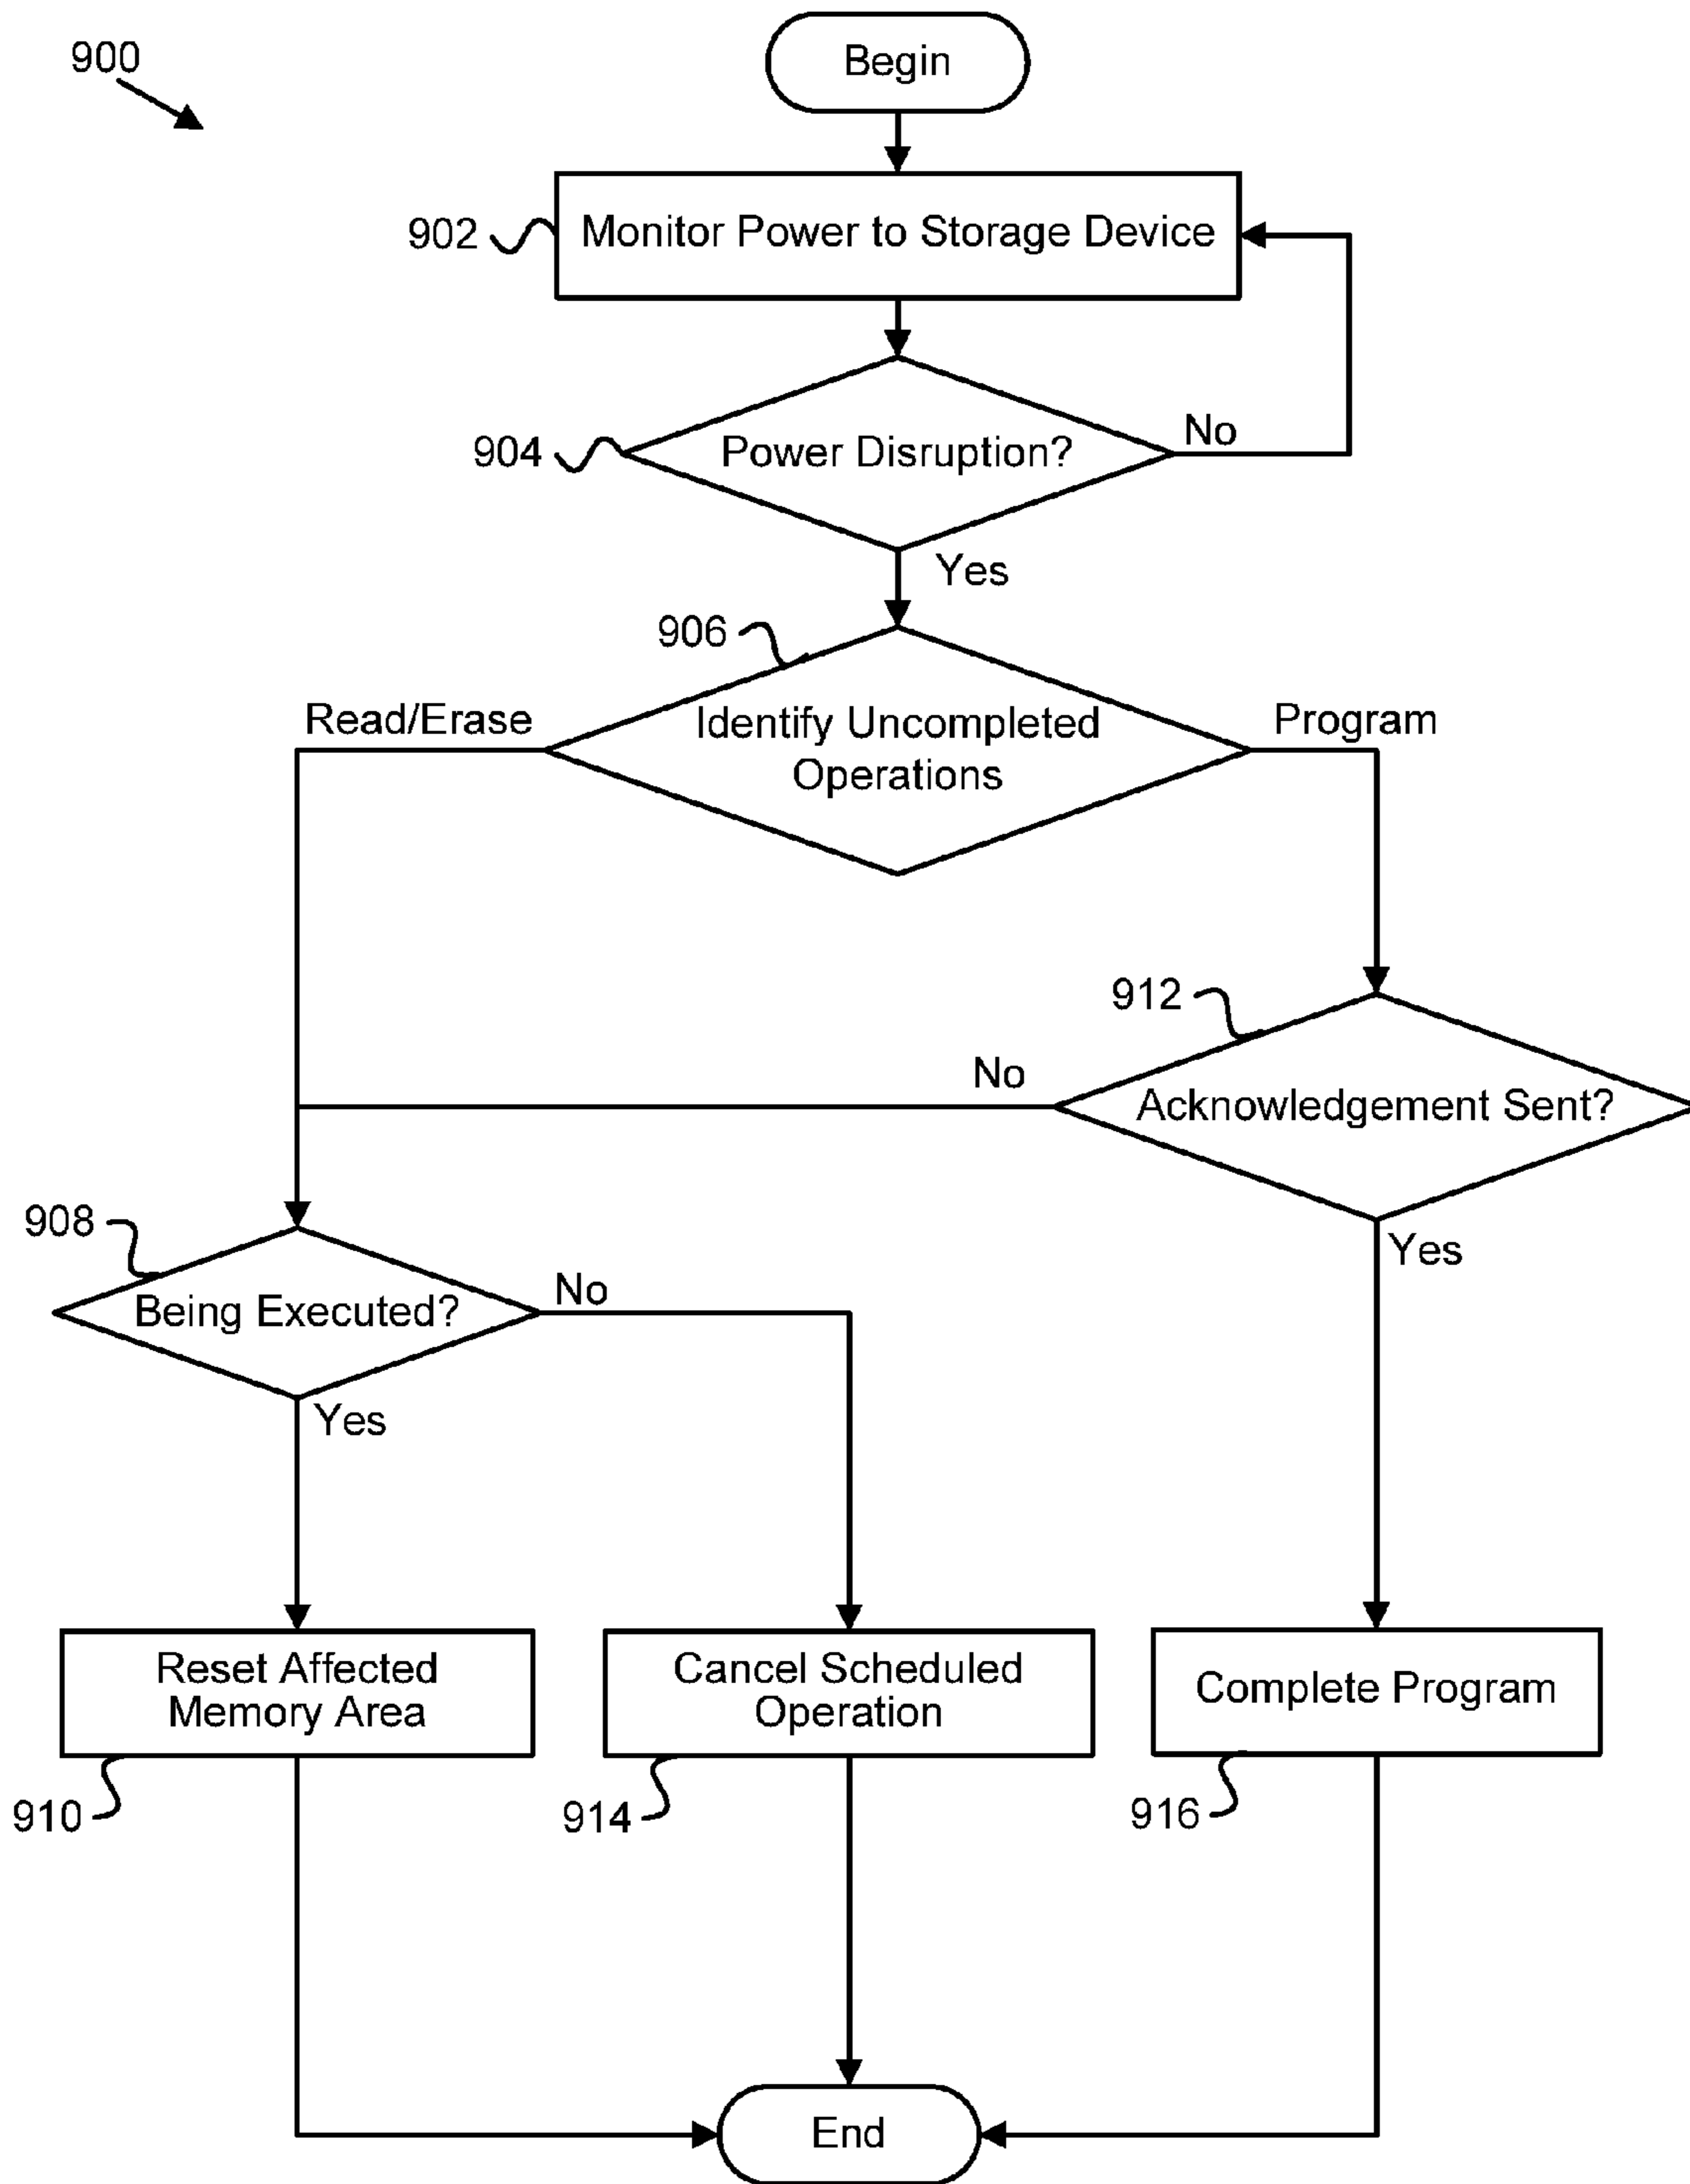 900
Begin
902
Monitor Power to Storage Device
904
Power Disruption?
No
Yes
906
Read/Erase
Identify Uncompleted
Operations
Program
912
No
Acknowledgement Sent?
908
Yes
Being Executed?
No
Yes
Reset Affected
Memory Area
Cancel Scheduled
Operation
Complete Program
910
914
916
End